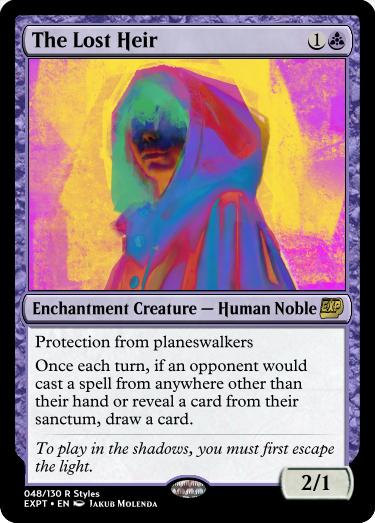 The Lost Heir
1
Enchantment Creature — Human Noble
EXP
Protection from planeswalkers
Once each turn, if an opponent would
cast a spell from anywhere other than
their hand or reveal a card from their
sanctum, draw a card.
To play in the shadows, you must first escape
the light.
2/1
048/130 R Styles
EXPT • EN Jakub Molenda